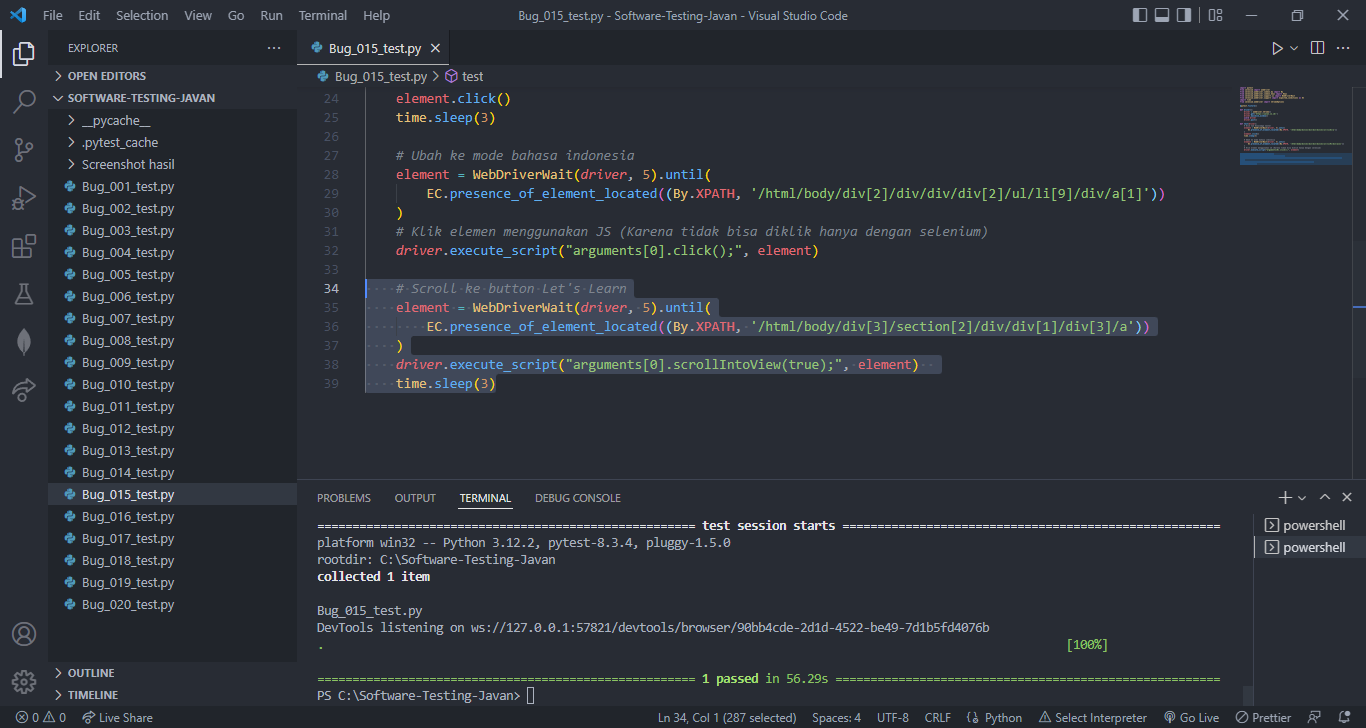 File Edit Selection View Go Run Terminal Help Bug_015_test.py - Software-Testing-Javan - Visual Studio Code
EXPLORER ···
OPEN EDITORS
SOFTWARE-TESTING-JAVAN
__pycache__
.pytest_cache
Screenshot hasil
Bug_001_test.py
Bug_002_test.py
Bug_003_test.py
Bug_004_test.py
Bug_005_test.py
Bug_006_test.py
Bug_007_test.py
Bug_008_test.py
Bug_009_test.py
Bug_010_test.py
Bug_011_test.py
Bug_012_test.py
Bug_013_test.py
Bug_014_test.py
Bug_015_test.py
Bug_016_test.py
Bug_017_test.py
Bug_018_test.py
Bug_019_test.py
Bug_020_test.py
OUTLINE
TIMELINE
Bug_015_test.py
Bug_015_test.py > test
24 element.click()
25 time.sleep(3)
26
27 # Ubah ke mode bahasa indonesia
28 element = WebDriverWait(driver, 5).until(
29 EC.presence_of_element_located((By.XPATH, '/html/body/div[2]/div/div/div[2]/ul/li[9]/div/a[1]'))
30 )
31 # Klik elemen menggunakan JS (Karena tidak bisa diklik hanya dengan selenium)
32 driver.execute_script("arguments[0].click();", element)
33
34 # Scroll ke button Let's Learn
35 element = WebDriverWait(driver, 5).until(
36 EC.presence_of_element_located((By.XPATH, '/html/body/div[3]/section[2]/div/div[1]/div[3]/a'))
37 )
38 driver.execute_script("arguments[0].scrollIntoView(true);", element)
39 time.sleep(3)
PROBLEMS OUTPUT TERMINAL DEBUG CONSOLE
====================================================== test session starts ======================================================
platform win32 -- Python 3.12.2, pytest-8.3.4, pluggy-1.5.0
rootdir: C:\Software-Testing-Javan
collected 1 item
Bug_015_test.py
DevTools listening on ws://127.0.0.1:57821/devtools/browser/90bb4cde-2d1d-4522-be49-7d1b5fd4076b
. [100%]
====================================================== 1 passed in 56.29s =======================================================
PS C:\Software-Testing-Javan>
powershell
powershell
0 0 Live Share Ln 34, Col 1 (287 selected) Spaces: 4 UTF-8 CRLF Python Select Interpreter Go Live Prettier